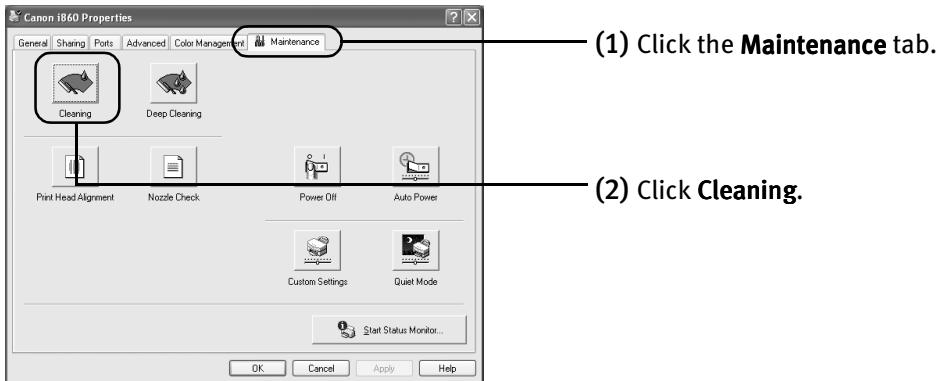 Canon i860 Properties
General Sharing Ports Advanced Color Management Maintenance
(1) Click the Maintenance tab.
Cleaning Deep Cleaning
Print Head Alignment Nozzle Check Power Off Auto Power
(2) Click Cleaning.
Custom Settings Quiet Mode
Start Status Monitor...
OK Cancel Apply Help